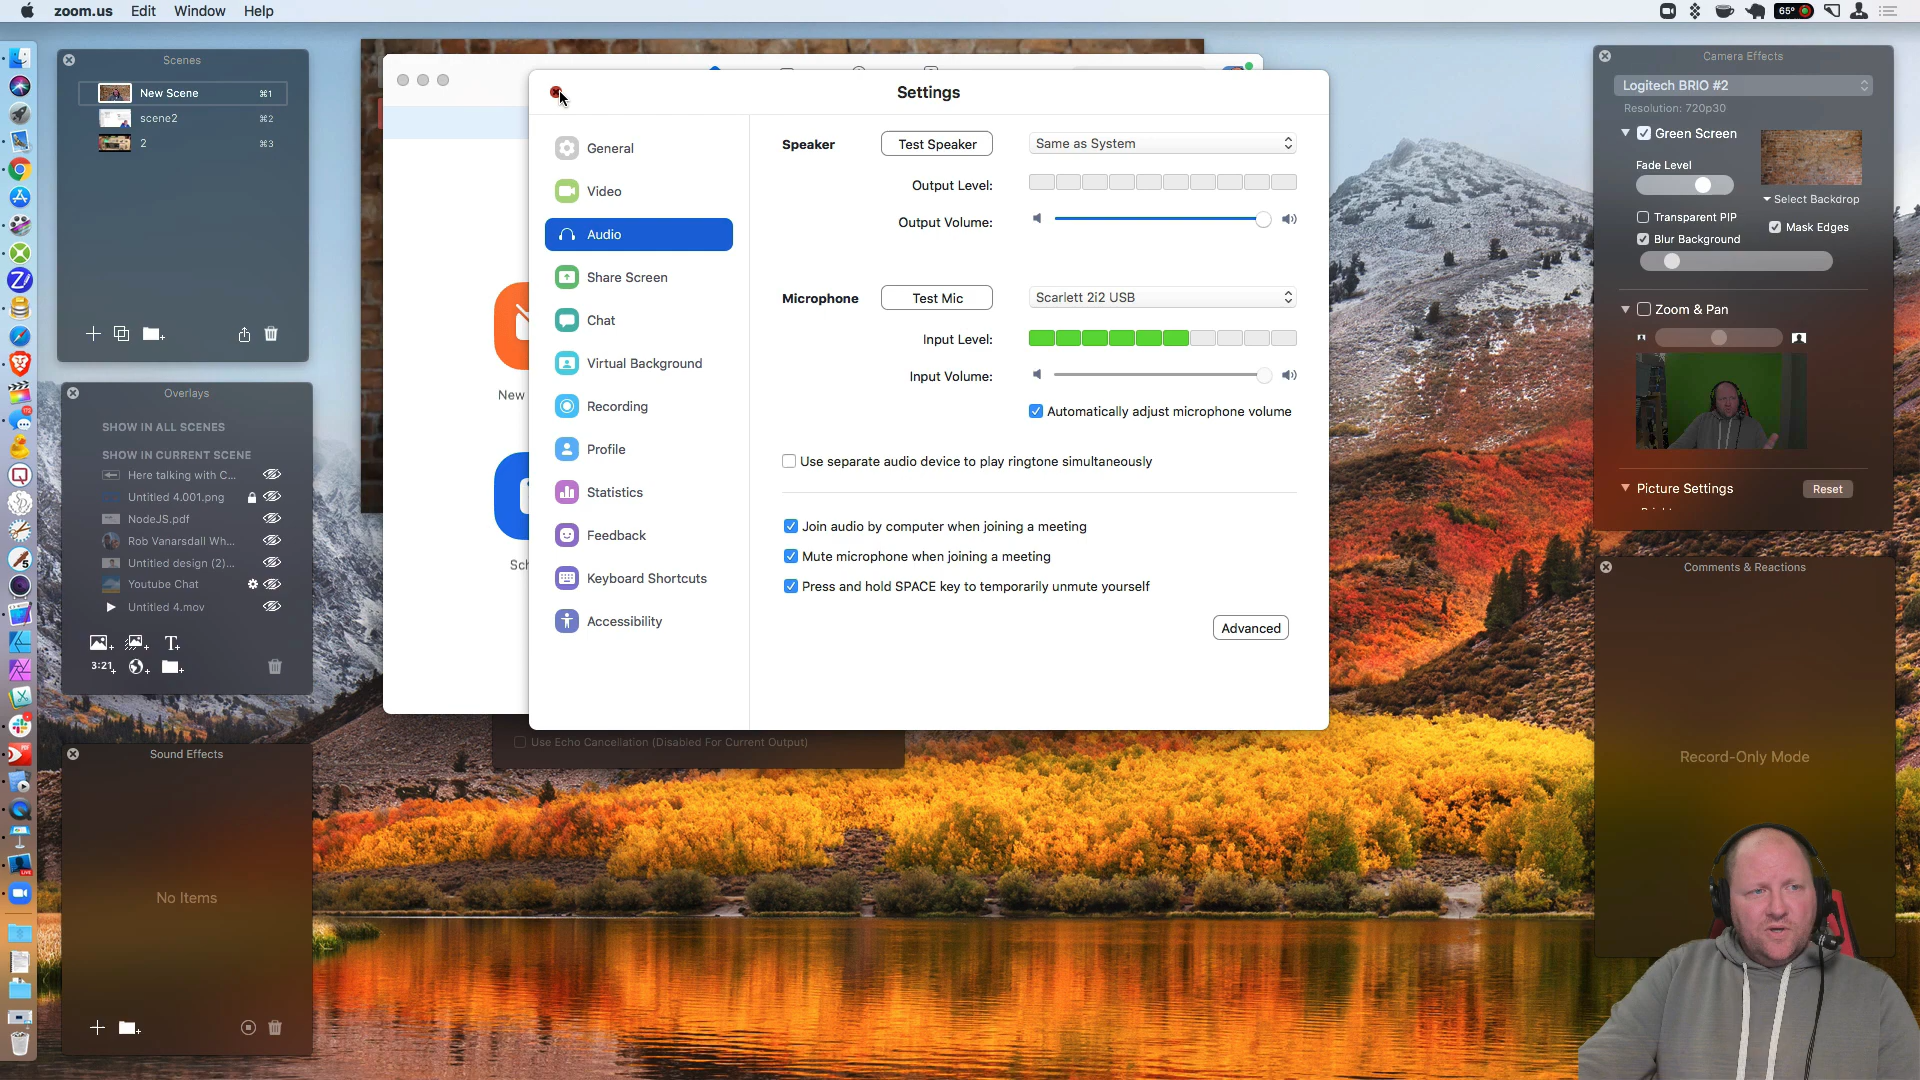 zoom.us Edit Window Help
65°
Scenes
New Scene ⌘1
scene2 ⌘2
2 ⌘3
Overlays
SHOW IN ALL SCENES
SHOW IN CURRENT SCENE
Here talking with C...
Untitled 4.001.png
NodeJS.pdf
Rob Vanarsdall Wh...
Untitled design (2)...
Youtube Chat
Untitled 4.mov
3:21
Sound Effects
No Items
New
Settings
General
Video
Audio
Share Screen
Chat
Virtual Background
Recording
Profile
Statistics
Feedback
Keyboard Shortcuts
Accessibility
Speaker Test Speaker Same as System
Output Level:
Output Volume:
Microphone Test Mic Scarlett 2i2 USB
Input Level:
Input Volume:
Automatically adjust microphone volume
Use separate audio device to play ringtone simultaneously
Join audio by computer when joining a meeting
Mute microphone when joining a meeting
Press and hold SPACE key to temporarily unmute yourself
Advanced
Use Echo Cancellation (Disabled For Current Output)
Camera Effects
Logitech BRIO #2
Resolution: 720p30
Green Screen
Fade Level
Select Backdrop
Transparent PIP
Mask Edges
Blur Background
Zoom & Pan
Picture Settings Reset
Comments & Reactions
Record-Only Mode